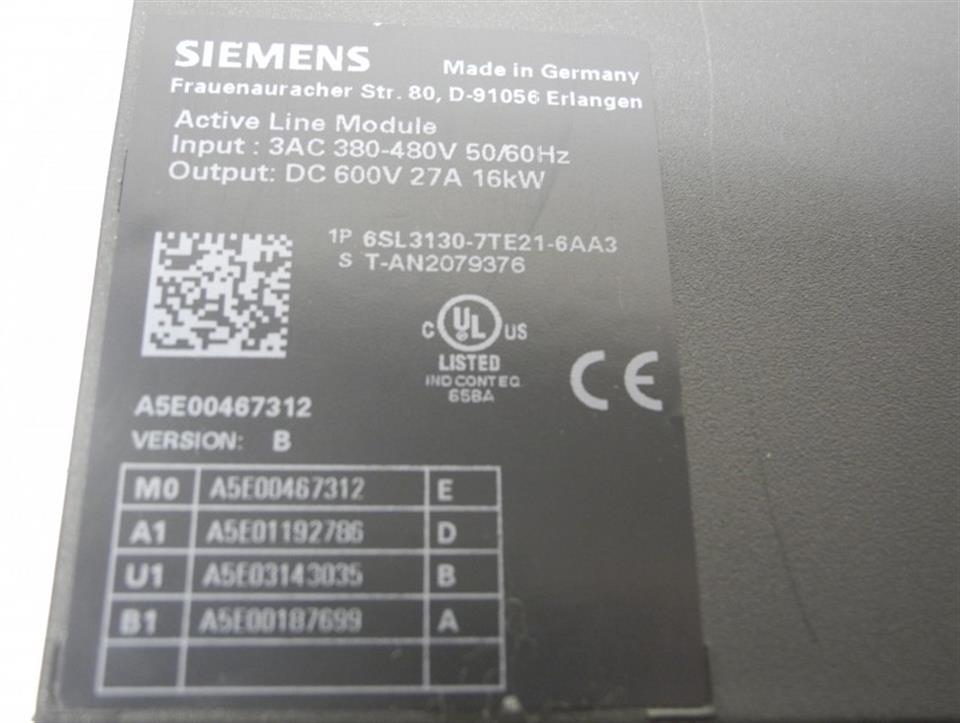 SIEMENS
Made in Germany
Frauenauracher Str. 80, D-91056 Erlangen
Active Line Module
Input : 3AC 380-480V 50/60Hz
Output: DC 600V 27A 16kW
1P 6SL3130-7TE21-6AA3
S T-AN2079376
C UL US
LISTED
IND CONT EQ
658A
CE
A5E00467312
VERSION: B
M0 A5E00467312 E
A1 A5E01192786 D
U1 A5E03143035 B
B1 A5E00187699 A